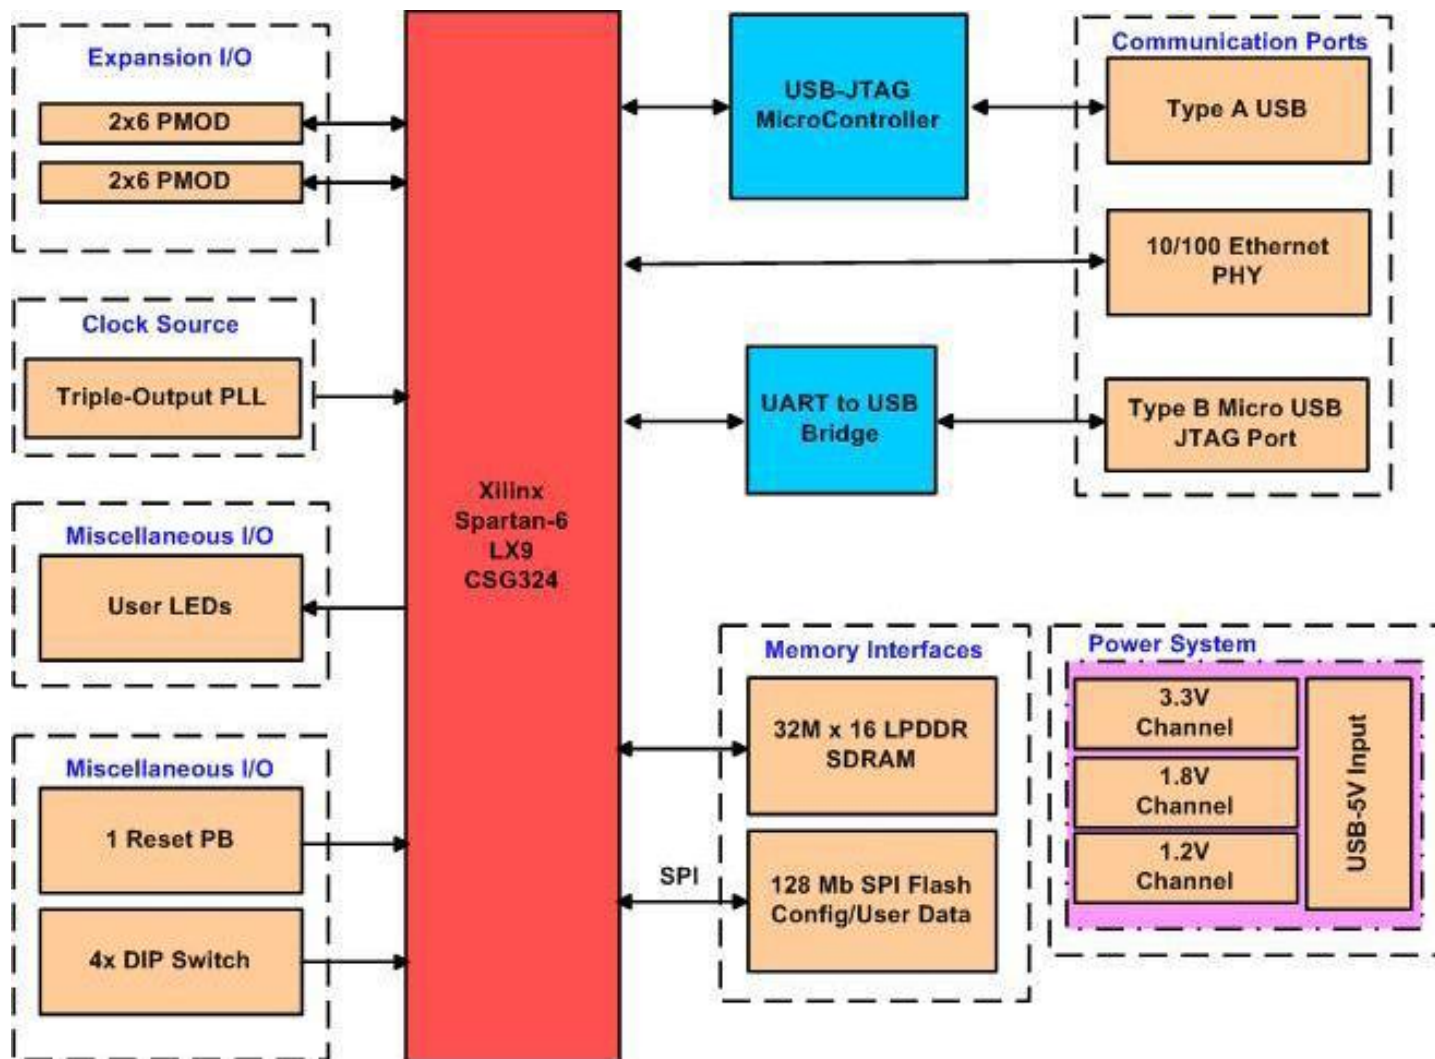 Expansion I/O
2x6 PMOD
2x6 PMOD
Clock Source
Triple-Output PLL
Miscellaneous I/O
User LEDs
Miscellaneous I/O
1 Reset PB
4x DIP Switch
Xilinx
Spartan-6
LX9
CSG324
USB-JTAG
MicroController
UART to USB
Bridge
Communication Ports
Type A USB
10/100 Ethernet
PHY
Type B Micro USB
JTAG Port
Memory Interfaces
32M x 16 LPDDR
SDRAM
SPI
128 Mb SPI Flash
Config/User Data
Power System
3.3V
Channel
1.8V
Channel
1.2V
Channel
USB-5V Input